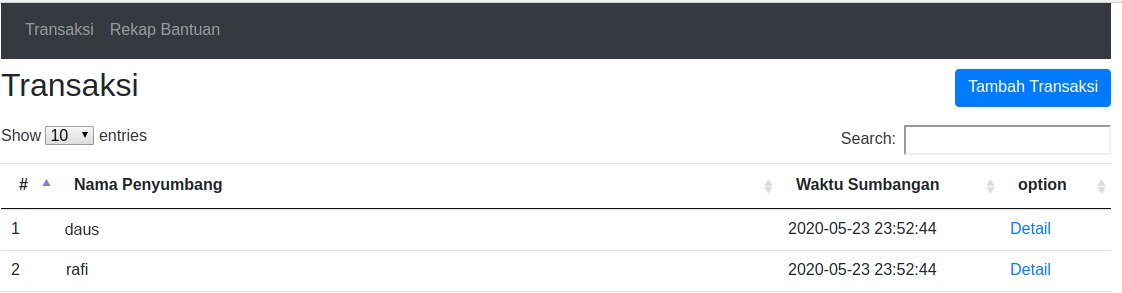 Transaksi Rekap Bantuan
Transaksi Tambah Transaksi
Show 10 entries Search:
# Nama Penyumbang Waktu Sumbangan option
1 daus 2020-05-23 23:52:44 Detail
2 rafi 2020-05-23 23:52:44 Detail